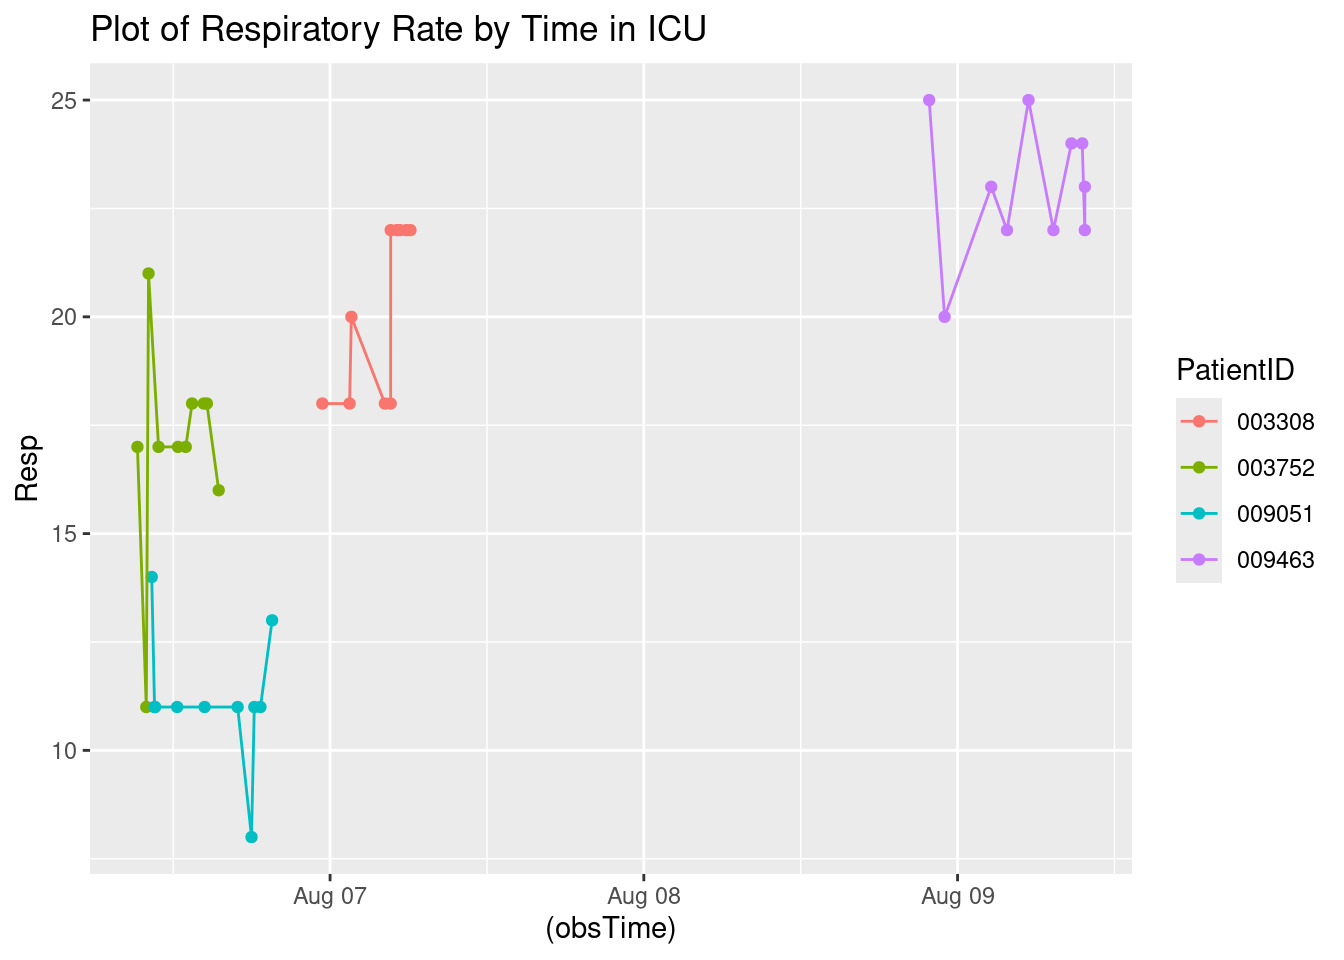 Plot of Respiratory Rate by Time in ICU
25
20
15
10
Resp
Aug 07
Aug 08
Aug 09
(obsTime)
PatientID
003308
003752
009051
009463